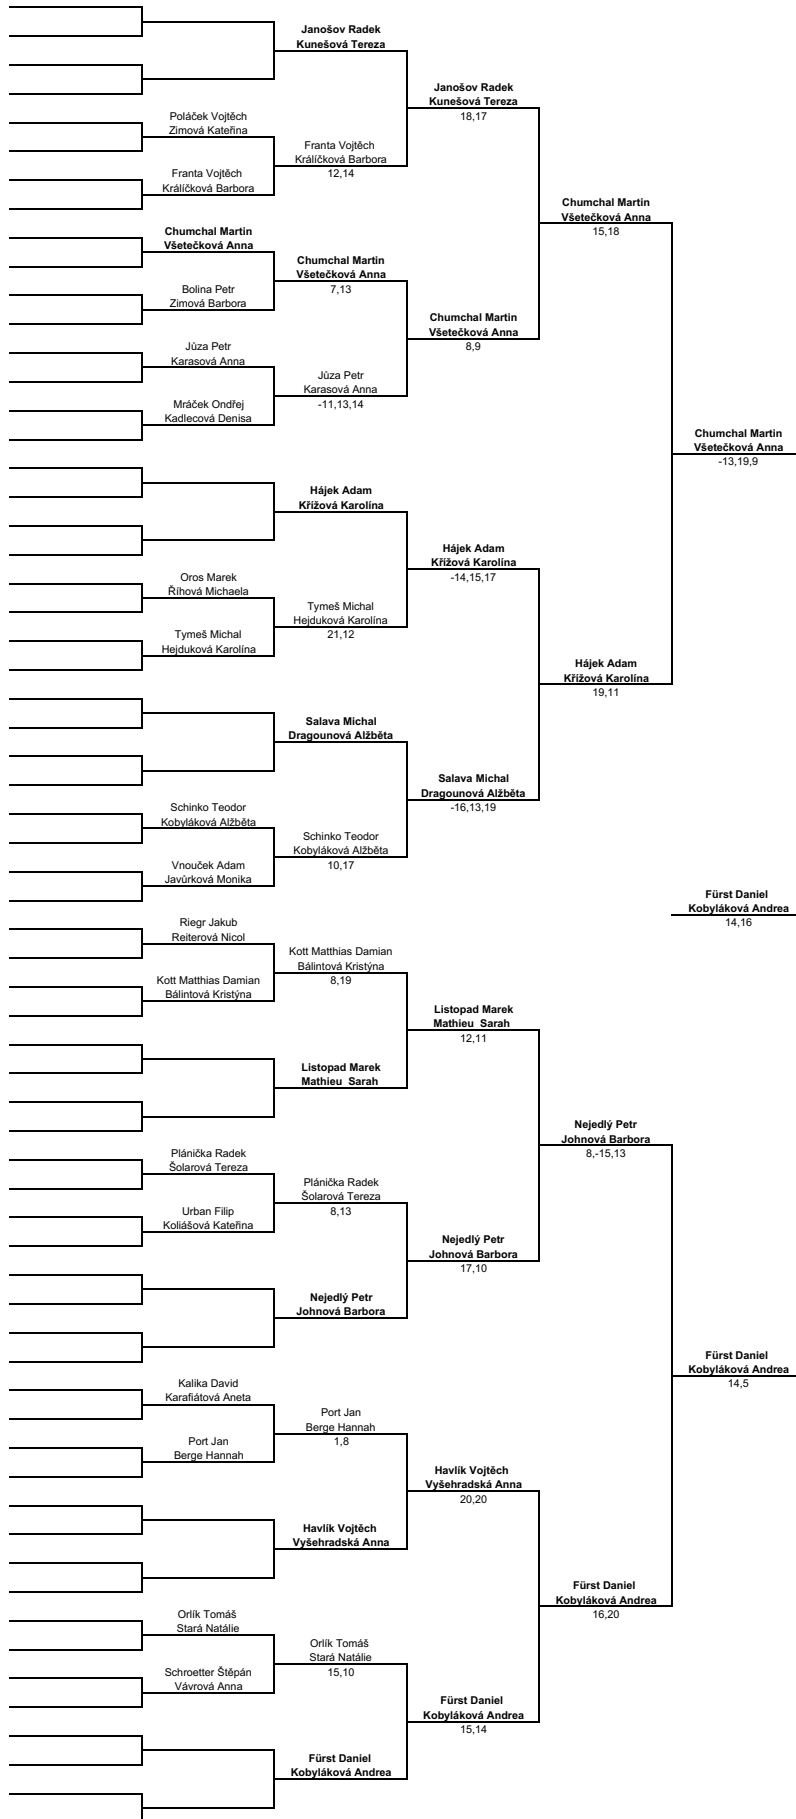 Janošov Radek
Kunešová Tereza
Janošov Radek
Kunešová Tereza
18,17
Poláček Vojtěch
Zimová Kateřina
Franta Vojtěch
Králíčková Barbora
12,14
Franta Vojtěch
Králíčková Barbora
Chumchal Martin
Všetečková Anna
15,18
Chumchal Martin
Všetečková Anna
Chumchal Martin
Všetečková Anna
7,13
Bolina Petr
Zimová Barbora
Chumchal Martin
Všetečková Anna
8,9
Jůza Petr
Karasová Anna
Jůza Petr
Karasová Anna
-11,13,14
Mráček Ondřej
Kadlecová Denisa
Chumchal Martin
Všetečková Anna
-13,19,9
Hájek Adam
Křížová Karolína
Hájek Adam
Křížová Karolína
-14,15,17
Oros Marek
Říhová Michaela
Tymeš Michal
Hejduková Karolína
21,12
Tymeš Michal
Hejduková Karolína
Hájek Adam
Křížová Karolína
19,11
Salava Michal
Dragounová Alžběta
Salava Michal
Dragounová Alžběta
-16,13,19
Schinko Teodor
Kobyláková Alžběta
Schinko Teodor
Kobyláková Alžběta
10,17
Vnouček Adam
Javůrková Monika
Fürst Daniel
Kobyláková Andrea
14,16
Riegr Jakub
Reiterová Nicol
Kott Matthias Damian
Bálintová Kristýna
8,19
Kott Matthias Damian
Bálintová Kristýna
Listopad Marek
Mathieu  Sarah
12,11
Listopad Marek
Mathieu  Sarah
Nejedlý Petr
Johnová Barbora
8,-15,13
Plánička Radek
Šolarová Tereza
Plánička Radek
Šolarová Tereza
8,13
Urban Filip
Koliášová Kateřina
Nejedlý Petr
Johnová Barbora
17,10
Nejedlý Petr
Johnová Barbora
Fürst Daniel
Kobyláková Andrea
14,5
Kalika David
Karafiátová Aneta
Port Jan
Berge Hannah
1,8
Port Jan
Berge Hannah
Havlík Vojtěch
Vyšehradská Anna
20,20
Havlík Vojtěch
Vyšehradská Anna
Fürst Daniel
Kobyláková Andrea
16,20
Orlík Tomáš
Stará Natálie
Orlík Tomáš
Stará Natálie
15,10
Schroetter Štěpán
Vávrová Anna
Fürst Daniel
Kobyláková Andrea
15,14
Fürst Daniel
Kobyláková Andrea